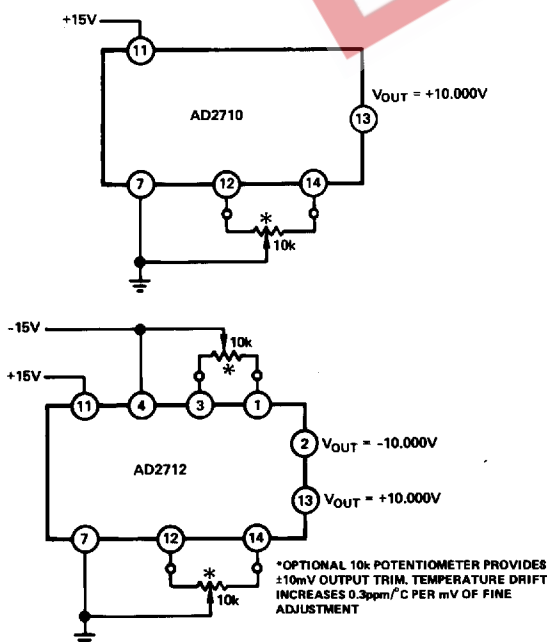 +15V
11
AD2710
VOUT = +10.000V
13
7
12
14
*
10k
-15V
10k
*
+15V
11
4
3
1
2
VOUT = -10.000V
AD2712
13
VOUT = +10.000V
7
12
14
*
10k
*OPTIONAL 10k POTENTIOMETER PROVIDES
±10mV OUTPUT TRIM. TEMPERATURE DRIFT
INCREASES 0.3ppm/°C PER mV OF FINE
ADJUSTMENT